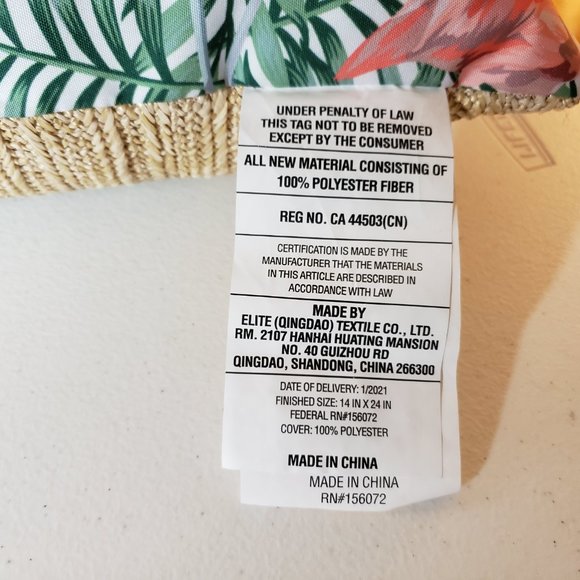 UNDER PENALTY OF LAW
THIS TAG NOT TO BE REMOVED
EXCEPT BY THE CONSUMER
ALL NEW MATERIAL CONSISTING OF
100% POLYESTER FIBER
REG NO. CA 44503(CN)
CERTIFICATION IS MADE BY THE
MANUFACTURER THAT THE MATERIALS
IN THIS ARTICLE ARE DESCRIBED IN
ACCORDANCE WITH LAW
MADE BY
ELITE (QINGDAO) TEXTILE CO., LTD.
RM. 2107 HANHAI HUATING MANSION
NO. 40 GUIZHOU RD
QINGDAO, SHANDONG, CHINA 266300
DATE OF DELIVERY: 1/2021
FINISHED SIZE: 14 IN X 24 IN
FEDERAL RN#156072
COVER: 100% POLYESTER
MADE IN CHINA
MADE IN CHINA
RN#156072